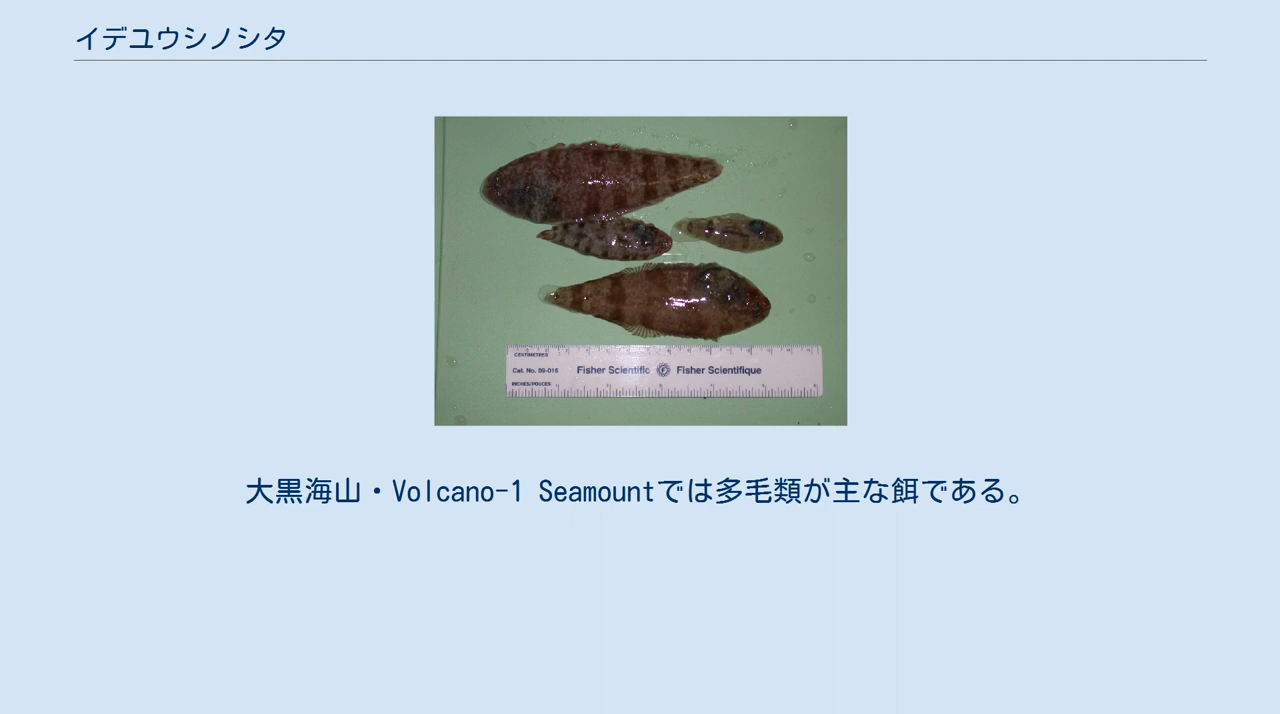 イデユウシノシタ
CENTIMETRES
Cat. No. 09-016
Fisher Scientific Fisher Scientifique
INCHES/POUCES
大黒海山・Volcano-1 Seamountでは多毛類が主な餌である。